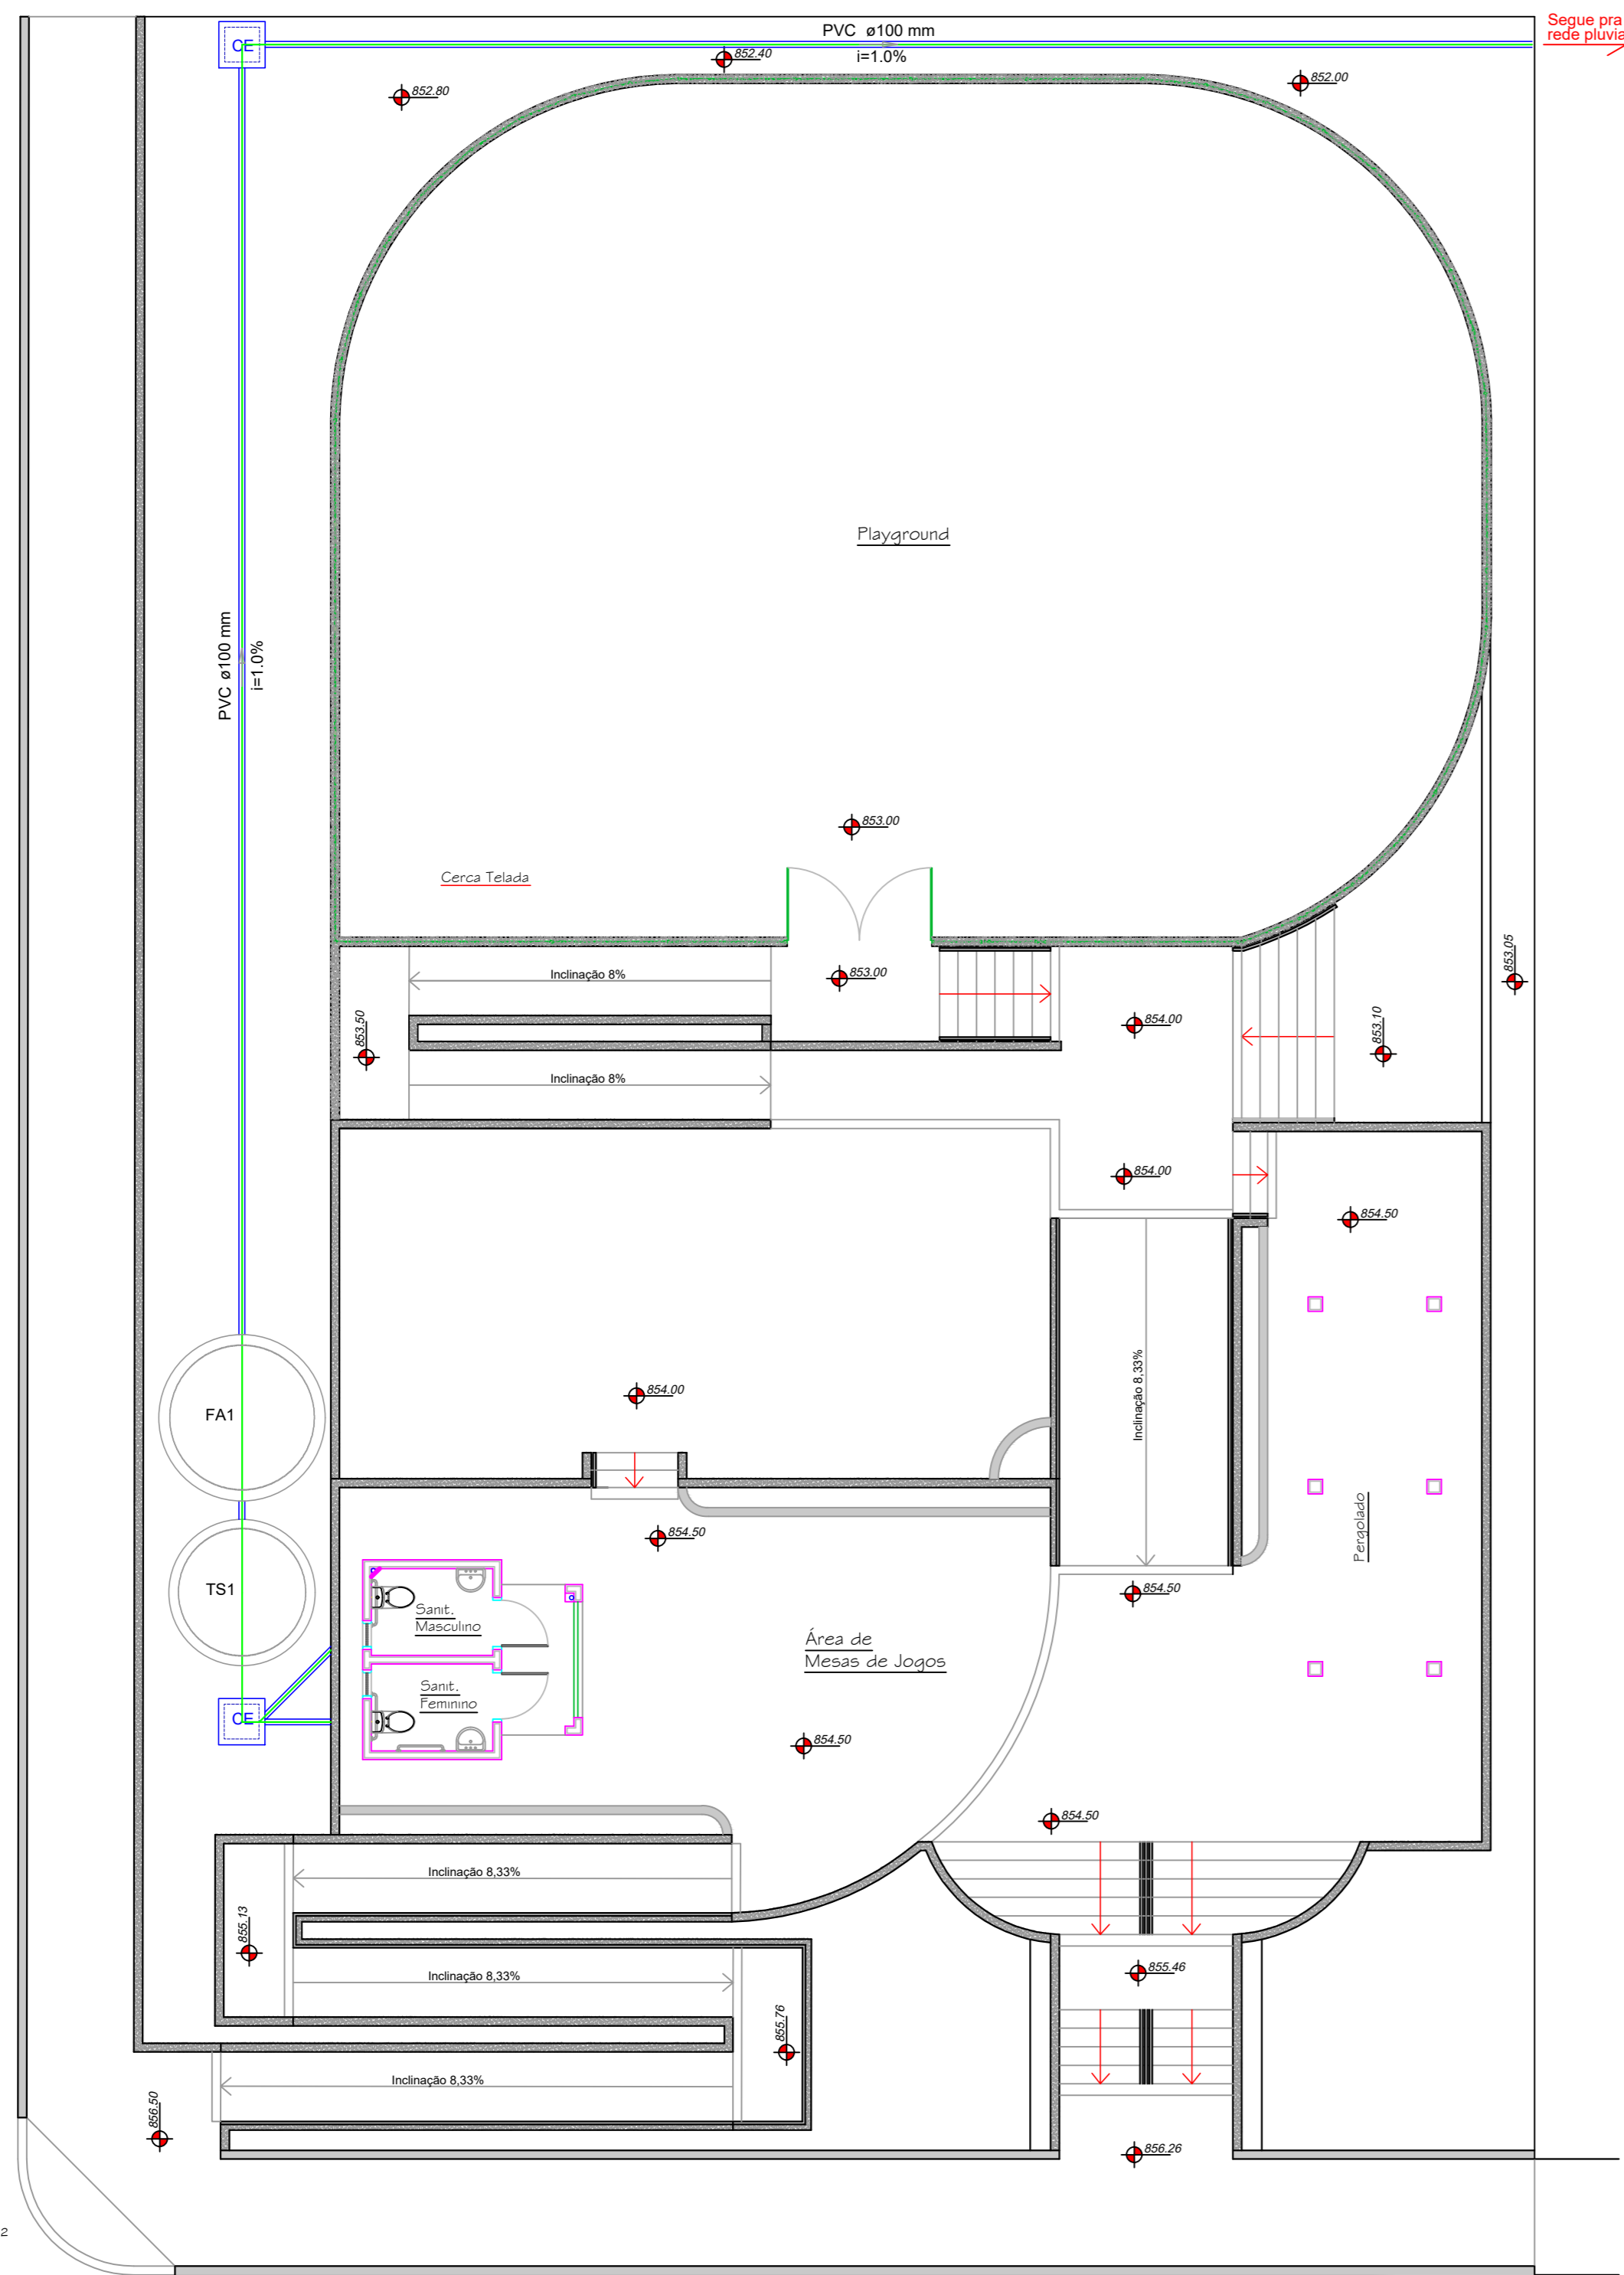 Segue pra
PVC ø100 mm
i=1.0%
CE
852.40
852.80
852.00
Playground
PVC ø100 mm
i=1.0%
853.00
Cerca Telada
Inclinação 8%
853.00
853.50
854.00
853.05
853.10
Inclinação 8%
854.00
854.50
Inclinação 8,33%
854.00
FA1
Pergolado
854.50
TS1
Sanit.
Masculino
854.50
Área de
Mesas de Jogos
Sanit.
Feminino
CE
854.50
854.50
Inclinação 8,33%
855.13
855.46
Inclinação 8,33%
855.76
Inclinação 8,33%
856.50
856.26
2
rede